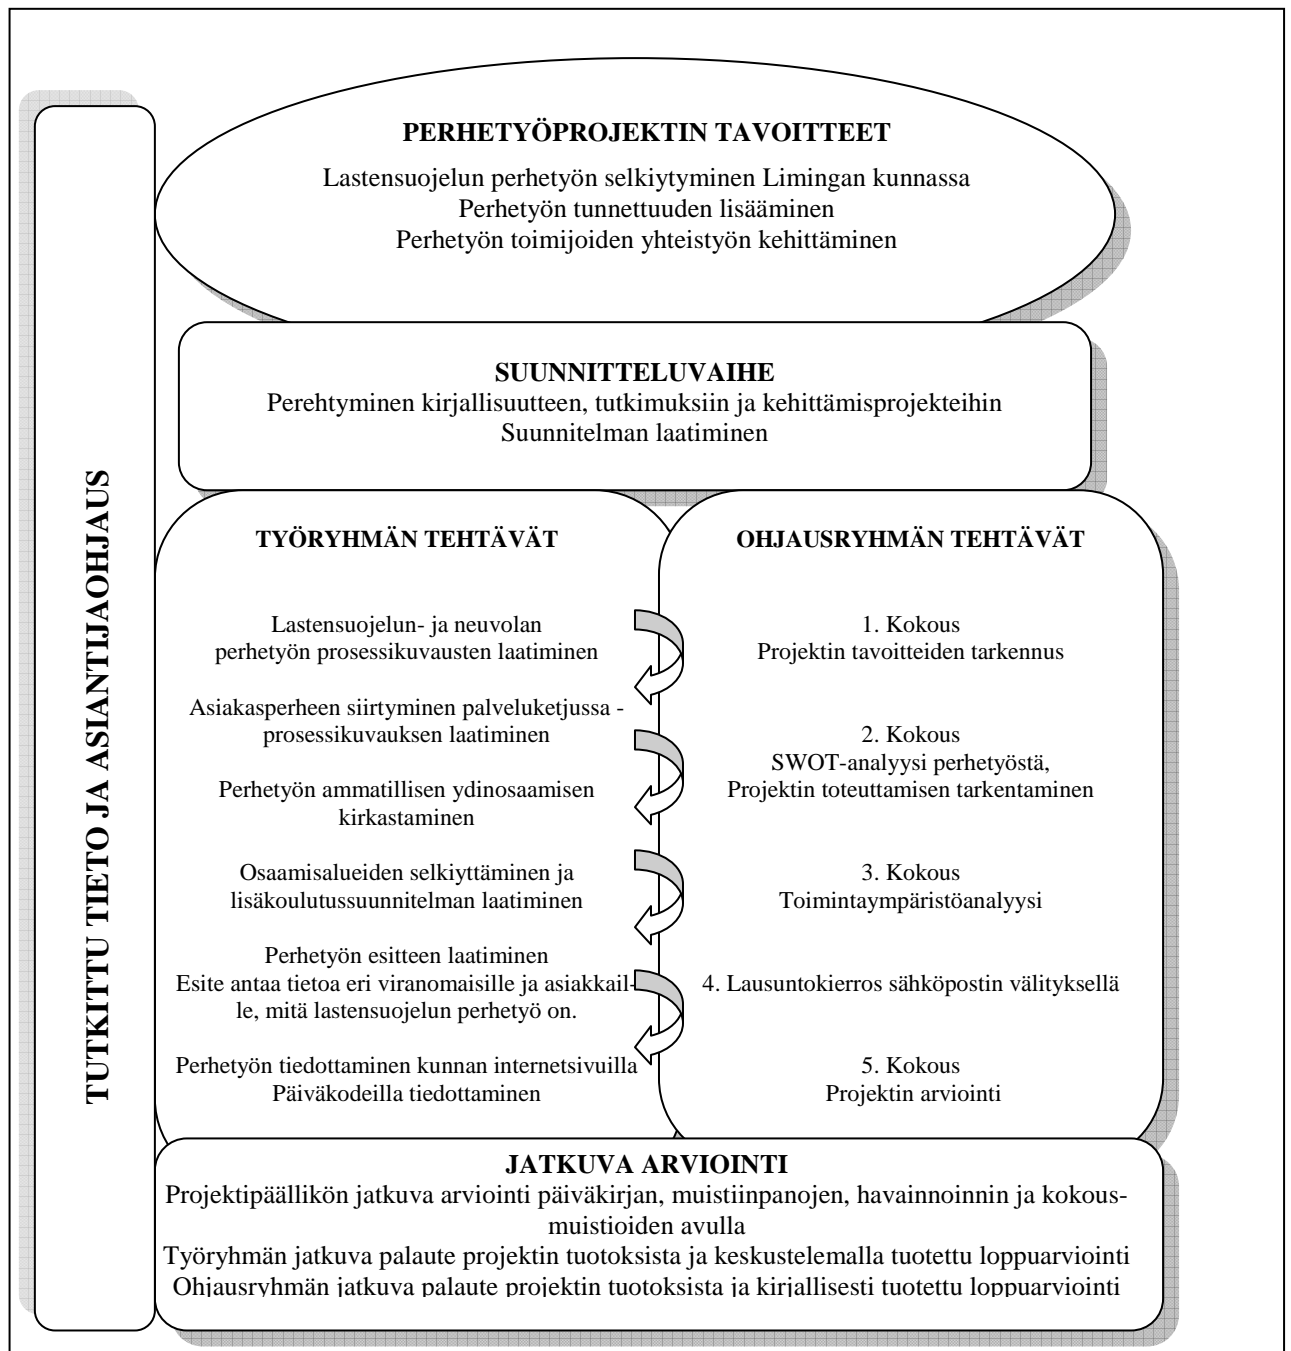 TUTKITTU TIETO JA ASIANTIJAOHJAUS
PERHETYÖPROJEKTIN TAVOITTEET
Lastensuojelun perhetyön selkiytyminen Limingan kunnassa
Perhetyön tunnettuuden lisääminen
Perhetyön toimijoiden yhteistyön kehittäminen
SUUNNITTELUVAIHE
Perehtyminen kirjallisuutteen, tutkimuksiin ja kehittämisprojekteihin
Suunnitelman laatiminen
TYÖRYHMÄN TEHTÄVÄT
Lastensuojelun- ja neuvolan
perhetyön prosessikuvausten laatiminen
Asiakasperheen siirtyminen palveluketjussa -
prosessikuvauksen laatiminen
Perhetyön ammatillisen ydinosaamisen
kirkastaminen
Osaamisalueiden selkiyttäminen ja
lisäkoulutussuunnitelman laatiminen
Perhetyön esitteen laatiminen
Esite antaa tietoa eri viranomaisille ja asiakkail-
le, mitä lastensuojelun perhetyö on.
Perhetyön tiedottaminen kunnan internetsivuilla
Päiväkodeilla tiedottaminen
OHJAUSRYHMÄN TEHTÄVÄT
1. Kokous
Projektin tavoitteiden tarkennus
2. Kokous
SWOT-analyysi perhetyöstä,
Projektin toteuttamisen tarkentaminen
3. Kokous
Toimintaympäristöanalyysi
4. Lausuntokierros sähköpostin välityksellä
5. Kokous
Projektin arviointi
JATKUVA ARVIOINTI
Projektipäällikön jatkuva arviointi päiväkirjan, muistiinpanojen, havainnoinnin ja kokous-
muistioiden avulla
Työryhmän jatkuva palaute projektin tuotoksista ja keskustelemalla tuotettu loppuarviointi
Ohjausryhmän jatkuva palaute projektin tuotoksista ja kirjallisesti tuotettu loppuarviointi